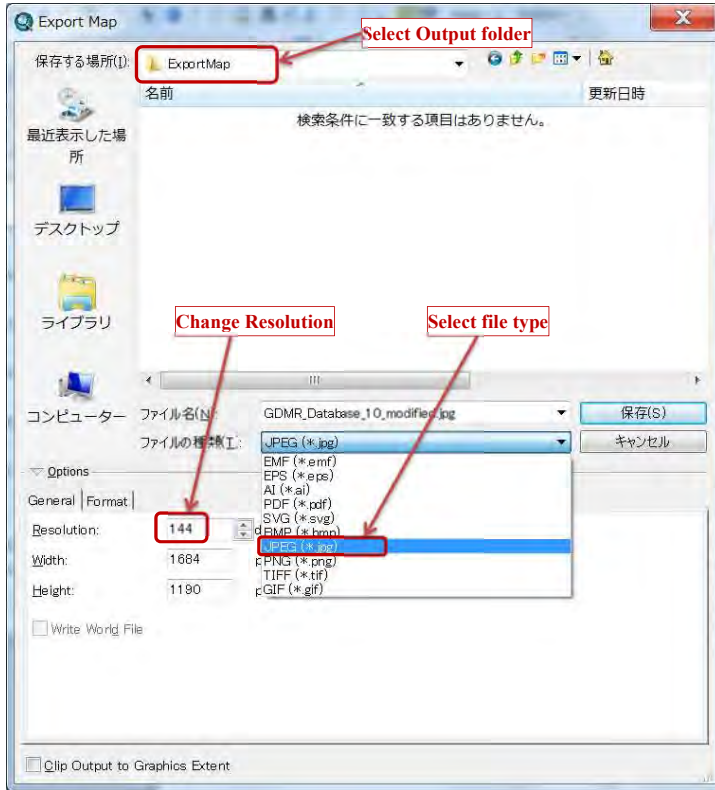 Export Map
Select Output folder
保存する場所(I):
ExportMap
名前
更新日時
検索条件に一致する項目はありません。
最近表示した場
所
デスクトップ
ライブラリ
Change Resolution
Select file type
コンピューター
ファイル名(N):
GDMR_Database_10_modified.jpg
保存(S)
ファイルの種類(T):
JPEG (*.jpg)
キャンセル
EMF (*.emf)
EPS (*.eps)
AI (*.ai)
PDF (*.pdf)
SVG (*.svg)
BMP (*.bmp)
JPEG (*.jpg)
PNG (*.png)
TIFF (*.tif)
GIF (*.gif)
Options
General Format
Resolution: 144
Width: 1684
Height: 1190
Write World File
Clip Output to Graphics Extent